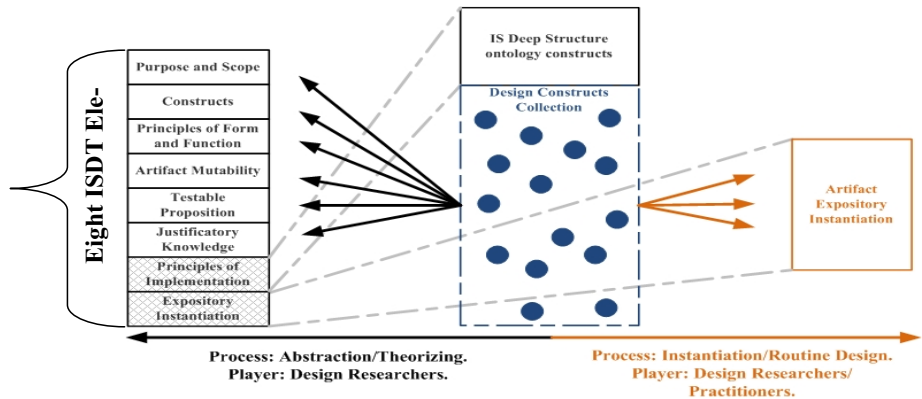 Eight ISDT Ele-
Purpose and Scope
Constructs
Principles of Form
and Function
Artifact Mutability
Testable
Proposition
Justificatory
Knowledge
Principles of
Implementation
Expository
Instantiation
IS Deep Structure
ontology constructs
Design Constructs
Collection
Artifact
Expository
Instantiation
Process: Abstraction/Theorizing.
Player: Design Researchers.
Process: Instantiation/Routine Design.
Player: Design Researchers/
Practitioners.